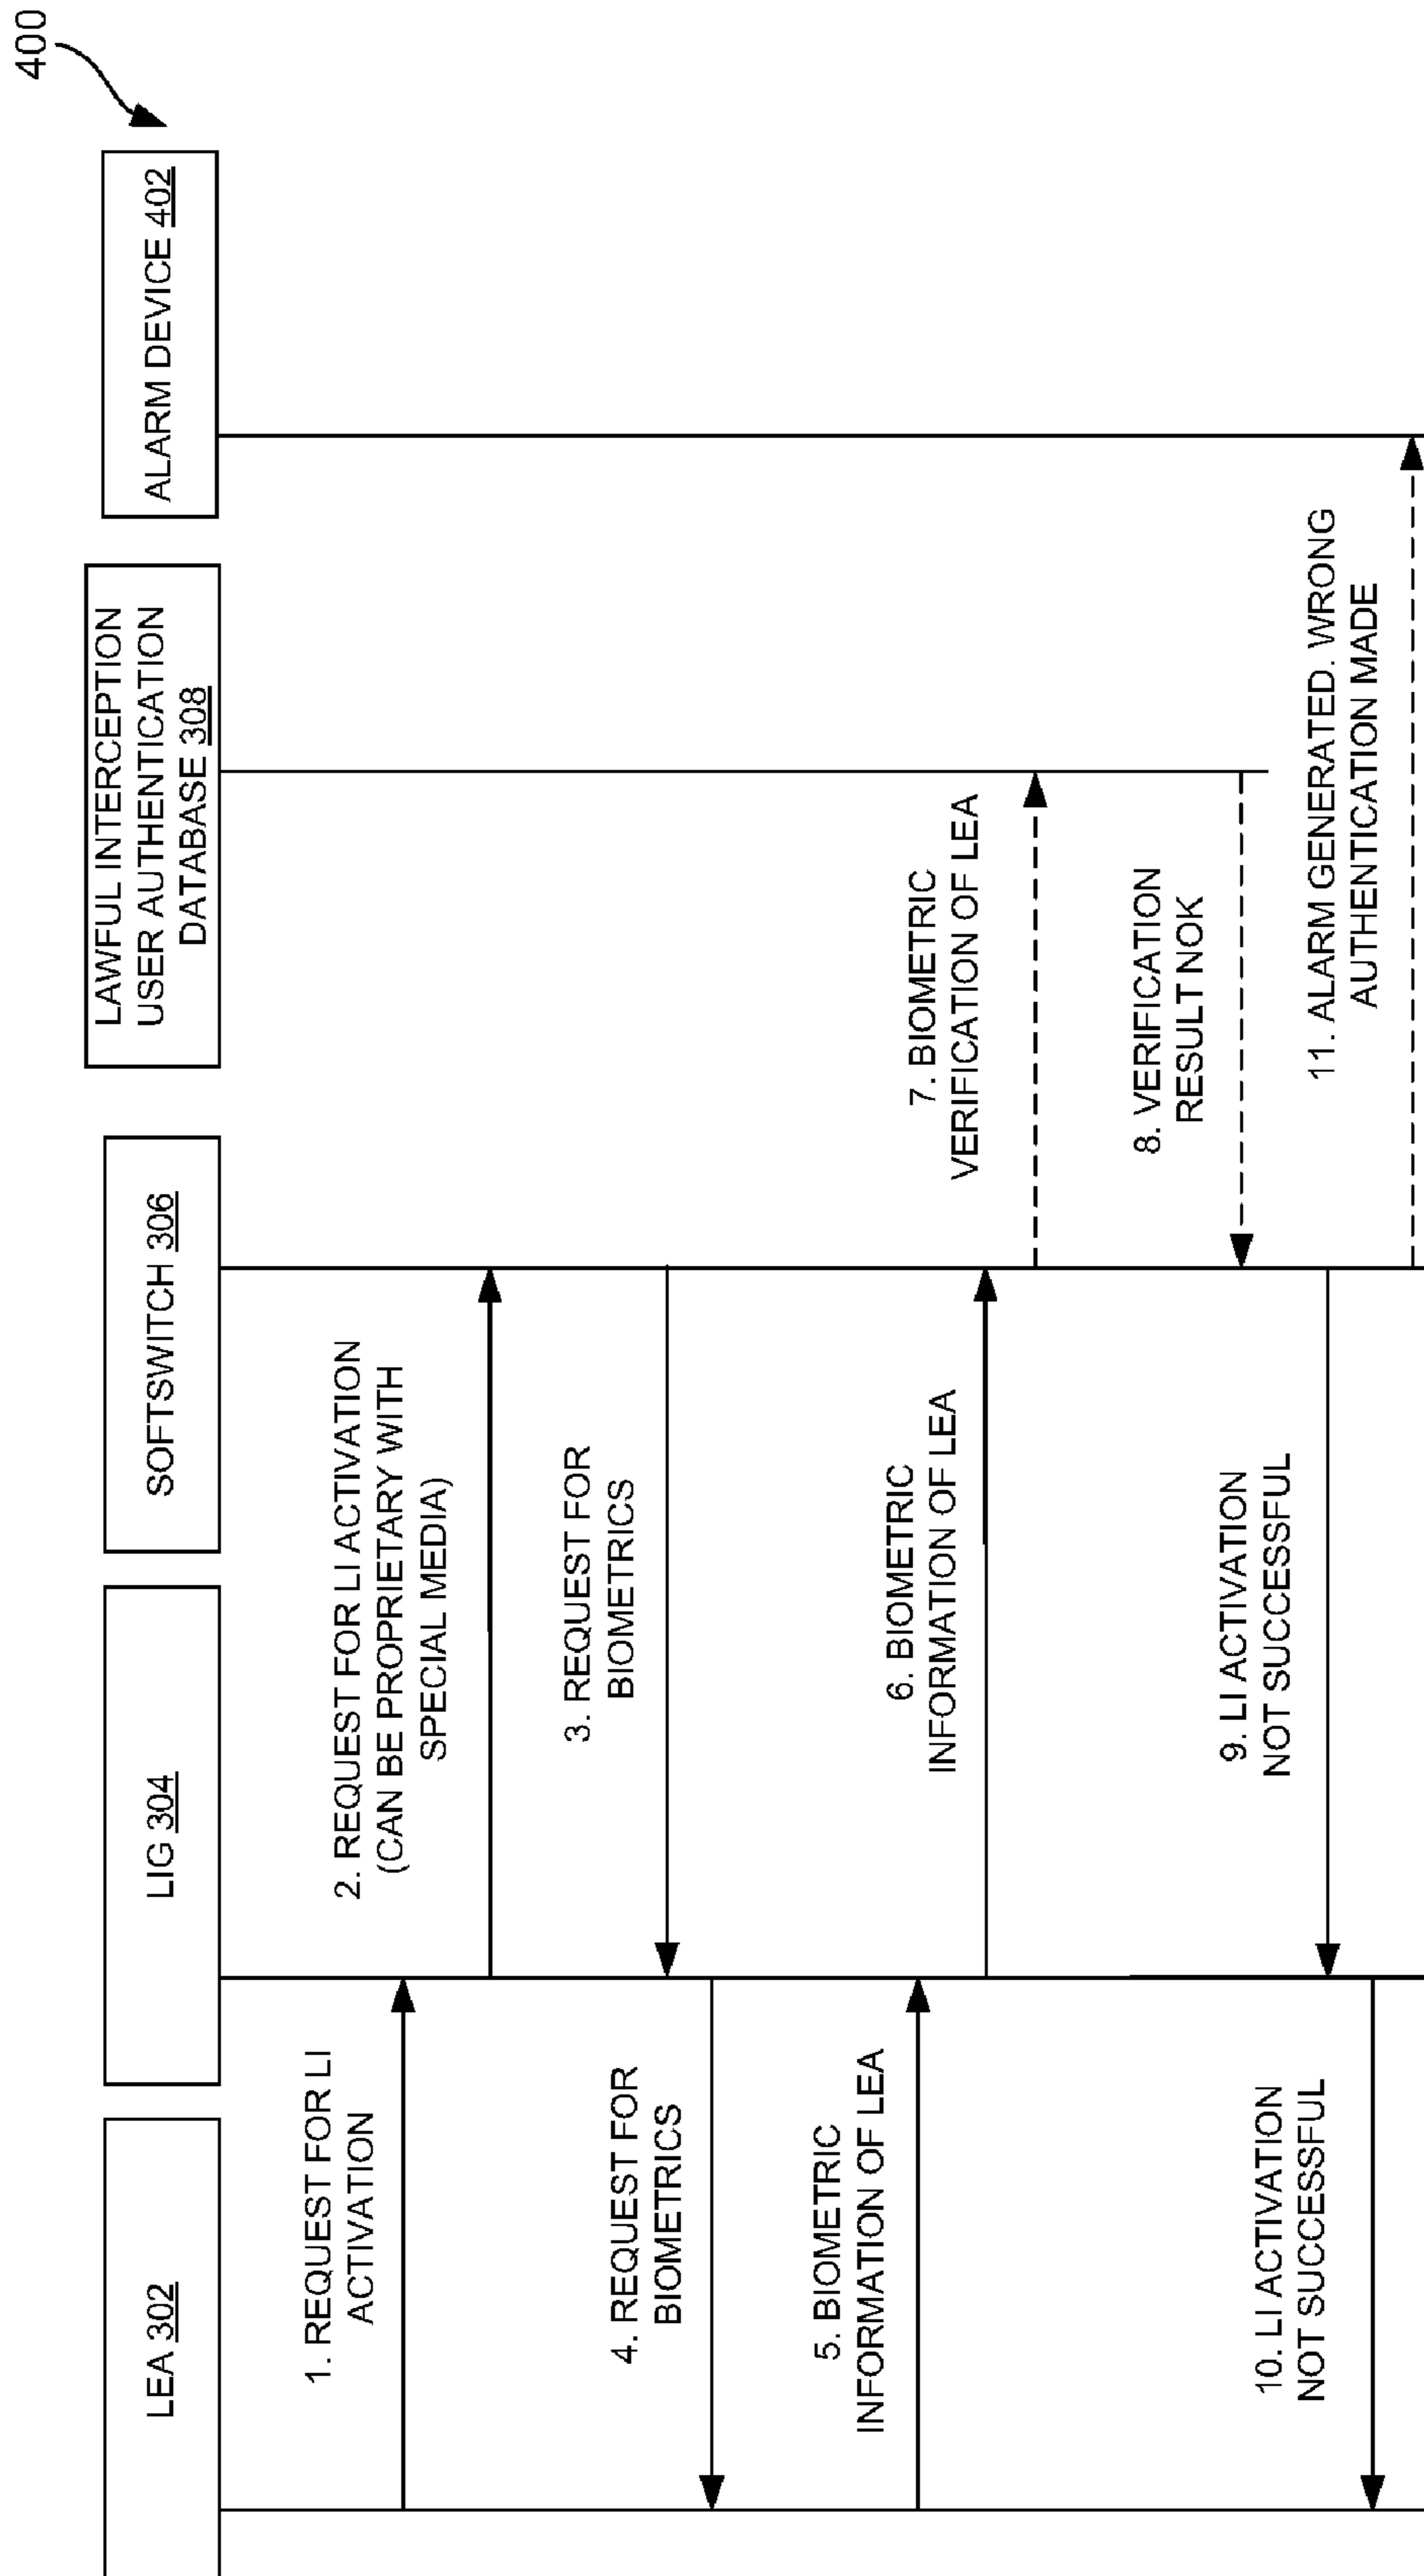 400
LEA 302
LIG 304
SOFTSWITCH 306
LAWFUL INTERCEPTION
USER AUTHENTICATION
DATABASE 308
ALARM DEVICE 402
1. REQUEST FOR LI
ACTIVATION
2. REQUEST FOR LI ACTIVATION
(CAN BE PROPRIETARY WITH
SPECIAL MEDIA)
3. REQUEST FOR
BIOMETRICS
4. REQUEST FOR
BIOMETRICS
5. BIOMETRIC
INFORMATION OF LEA
6. BIOMETRIC
INFORMATION OF LEA
7. BIOMETRIC
VERIFICATION OF LEA
8. VERIFICATION
RESULT NOK
9. LI ACTIVATION
NOT SUCCESSFUL
10. LI ACTIVATION
NOT SUCCESSFUL
11. ALARM GENERATED. WRONG
AUTHENTICATION MADE